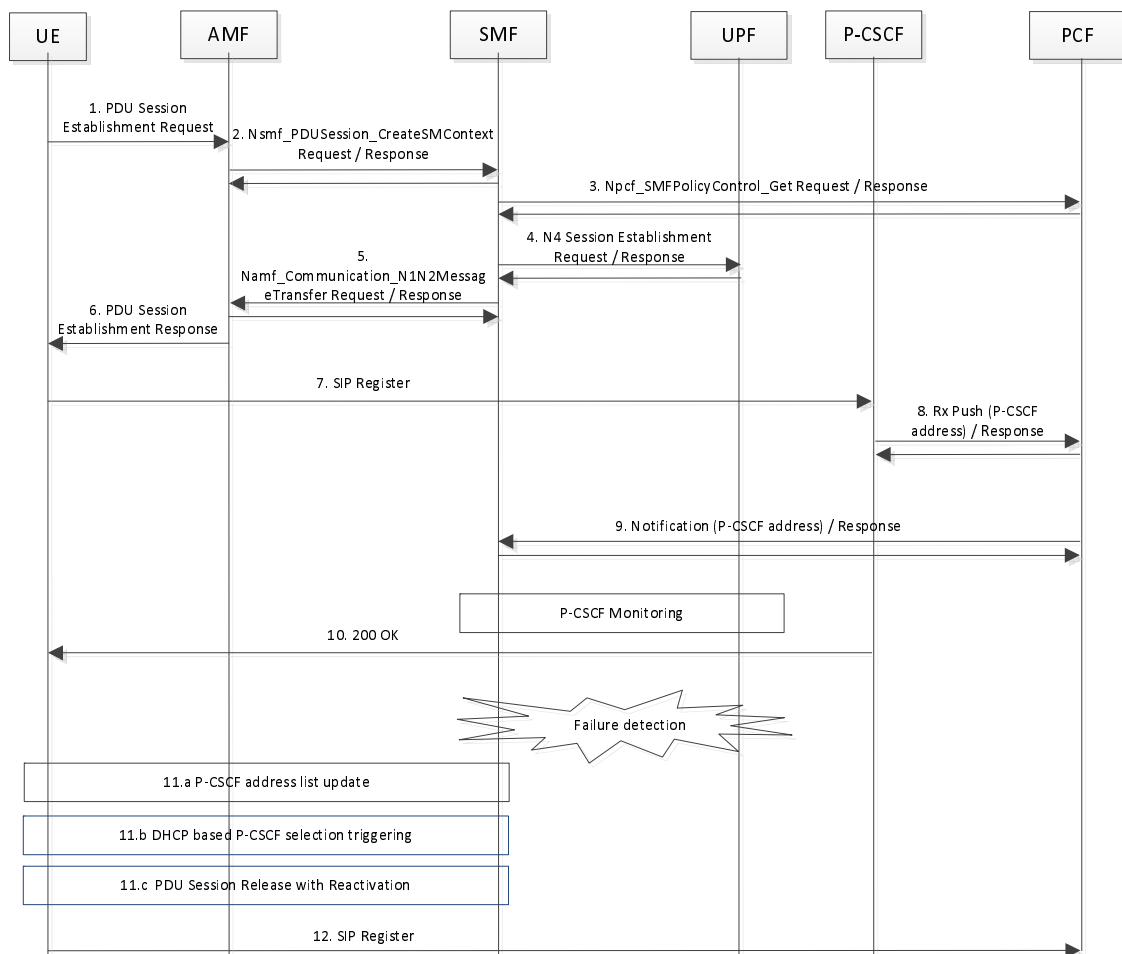 UE
AMF
SMF
UPF
P-CSCF
PCF
1. PDU Session
Establishment Request
2. Nsmf_PDUSession_CreateSMContext
Request / Response
3. Npcf_SMFPolicyControl_Get Request / Response
4. N4 Session Establishment
Request / Response
5.
Namf_Communication_N1N2Messag
eTransfer Request / Response
6. PDU Session
Establishment Response
7. SIP Register
8. Rx Push (P-CSCF
address) / Response
9. Notification (P-CSCF address) / Response
P-CSCF Monitoring
10. 200 OK
Failure detection
11.a P-CSCF address list update
11.b DHCP based P-CSCF selection triggering
11.c PDU Session Release with Reactivation
12. SIP Register